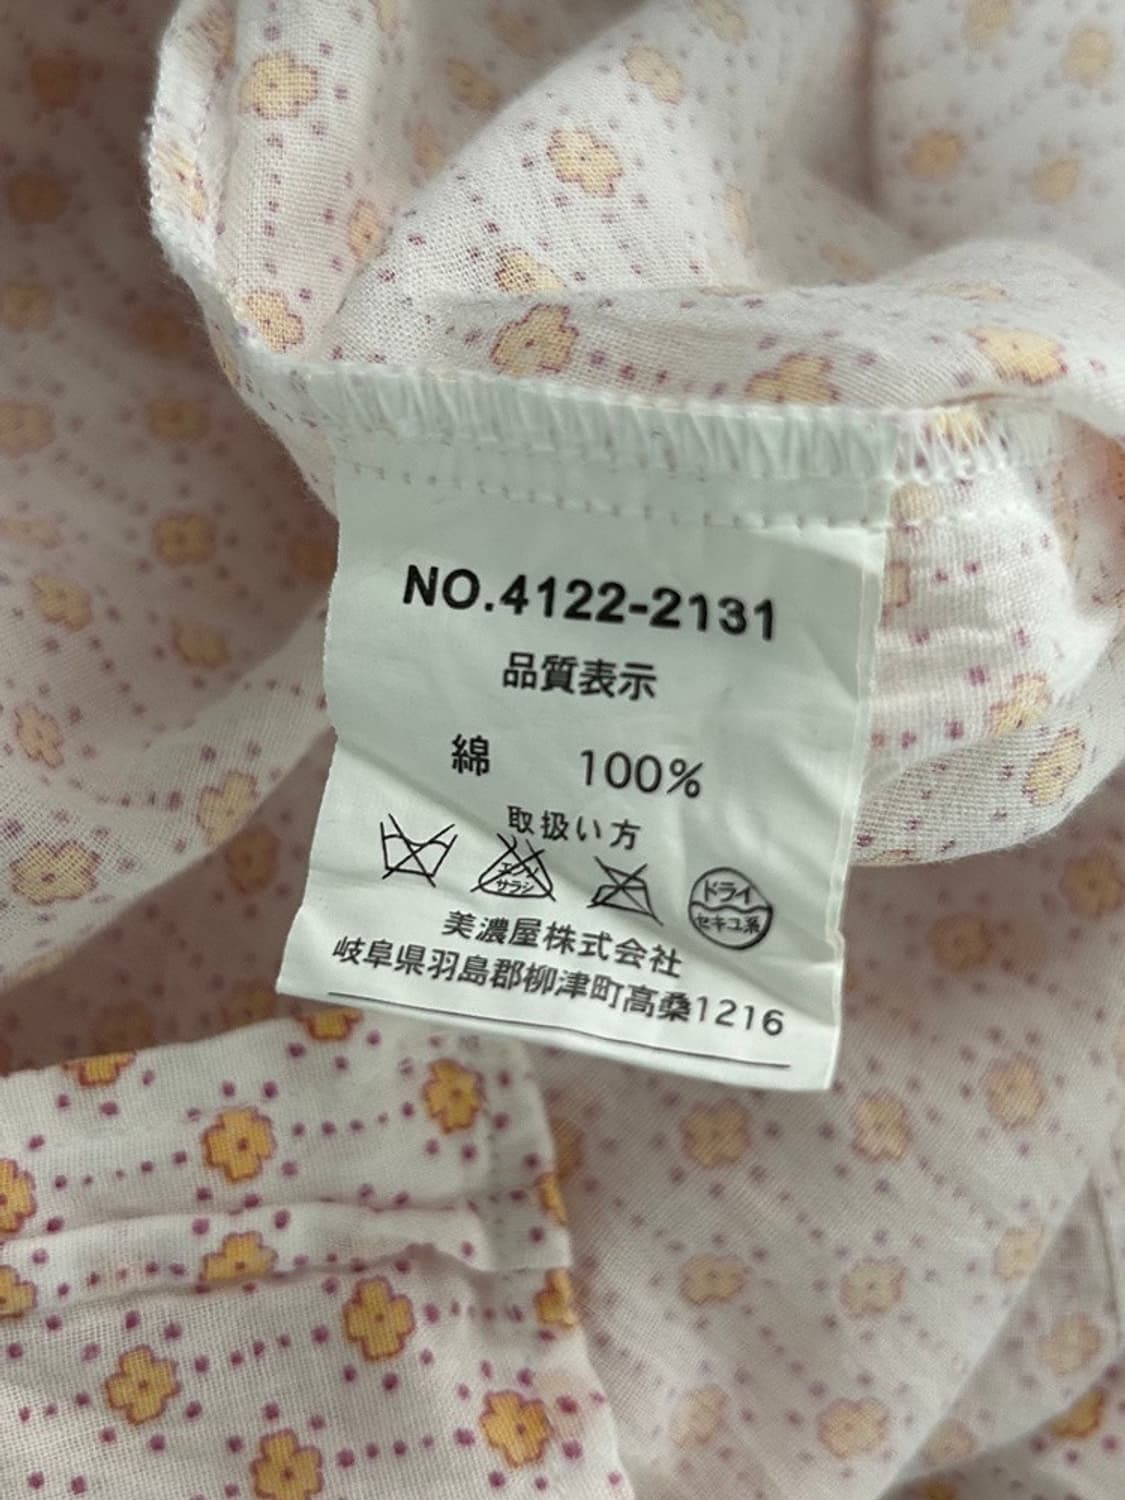 NO.4122-2131
品質表示
綿 100%
取扱い方
エンソ
サラシ
ドライ
セキユ系
美濃屋株式会社
岐阜県羽島郡柳津町高桑1216